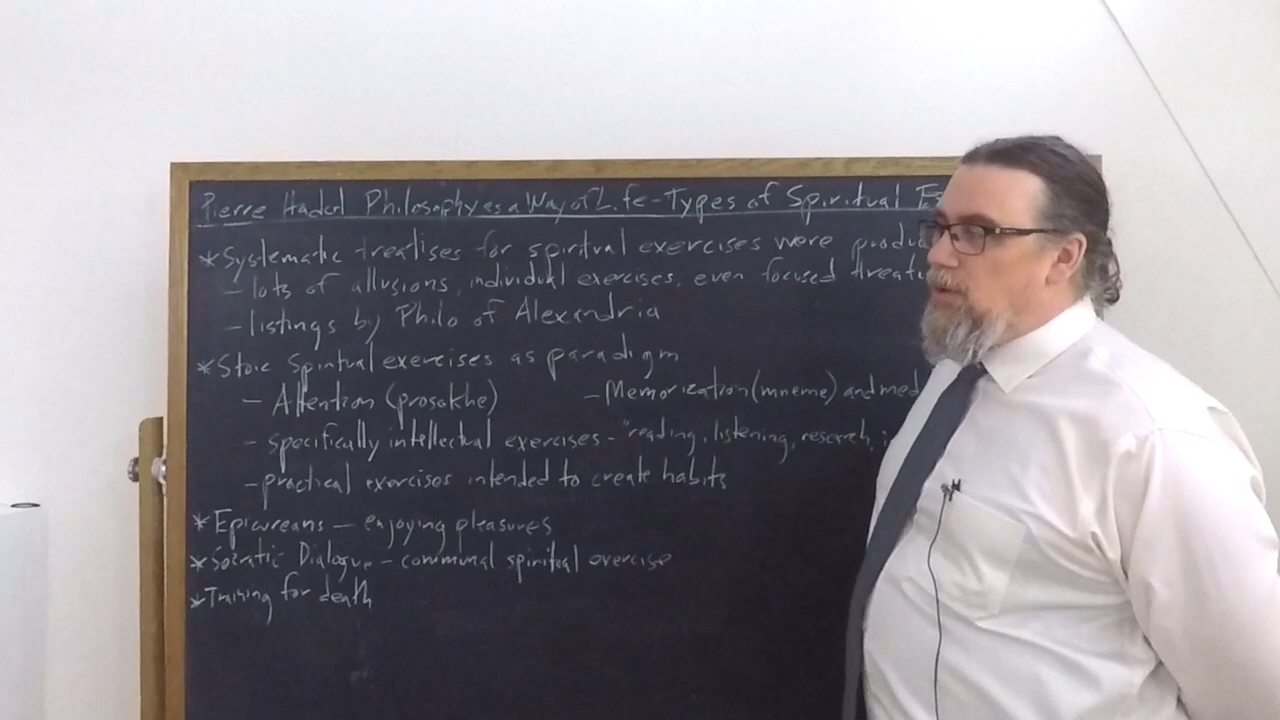 Pierre Hadot Philosophy as a Way of Life - Types of Spiritual
* Systematic treatises for spiritual exercises were
- lots of allusions, individual exercises, even focused
- listings by Philo of Alexandria
* Stoic Spiritual exercises as paradigm
- Attention (prosokhe) - Memorization (mneme) and
- specifically intellectual exercises - "reading, listening, research,
- practical exercises intended to create habits
* Epicureans - enjoying pleasures
* Socratic Dialogue - communal spiritual exercise
* Training for death